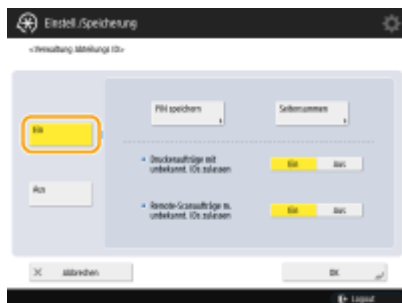 Einstell./Speicherung
<Verwaltung Abteilungs ID>
PIN speichern
Seitensummen
Ein
Druckeraufträge mit
unbekannt. IDs zulassen
Ein
Aus
Aus
Remote-Scanaufträge m.
unbekannt. IDs zulassen
Ein
Aus
Abbrechen
OK
Logout